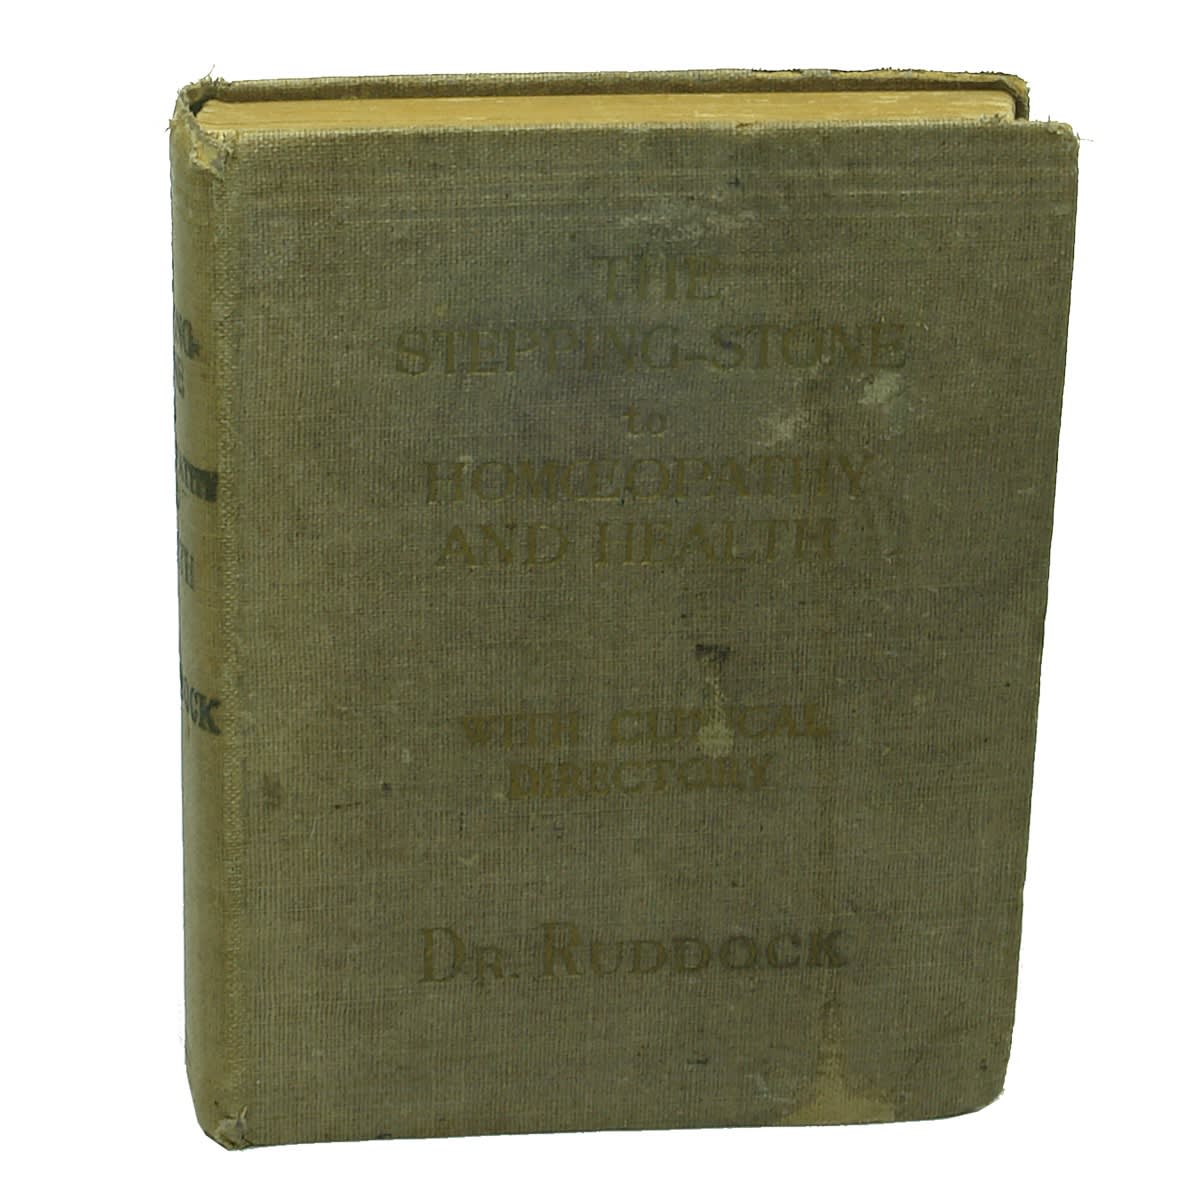 THE
STEPPING-STONE
to
HOMŒOPATHY
AND HEALTH
WITH CLINICAL
DIRECTORY
DR. RUDDOCK